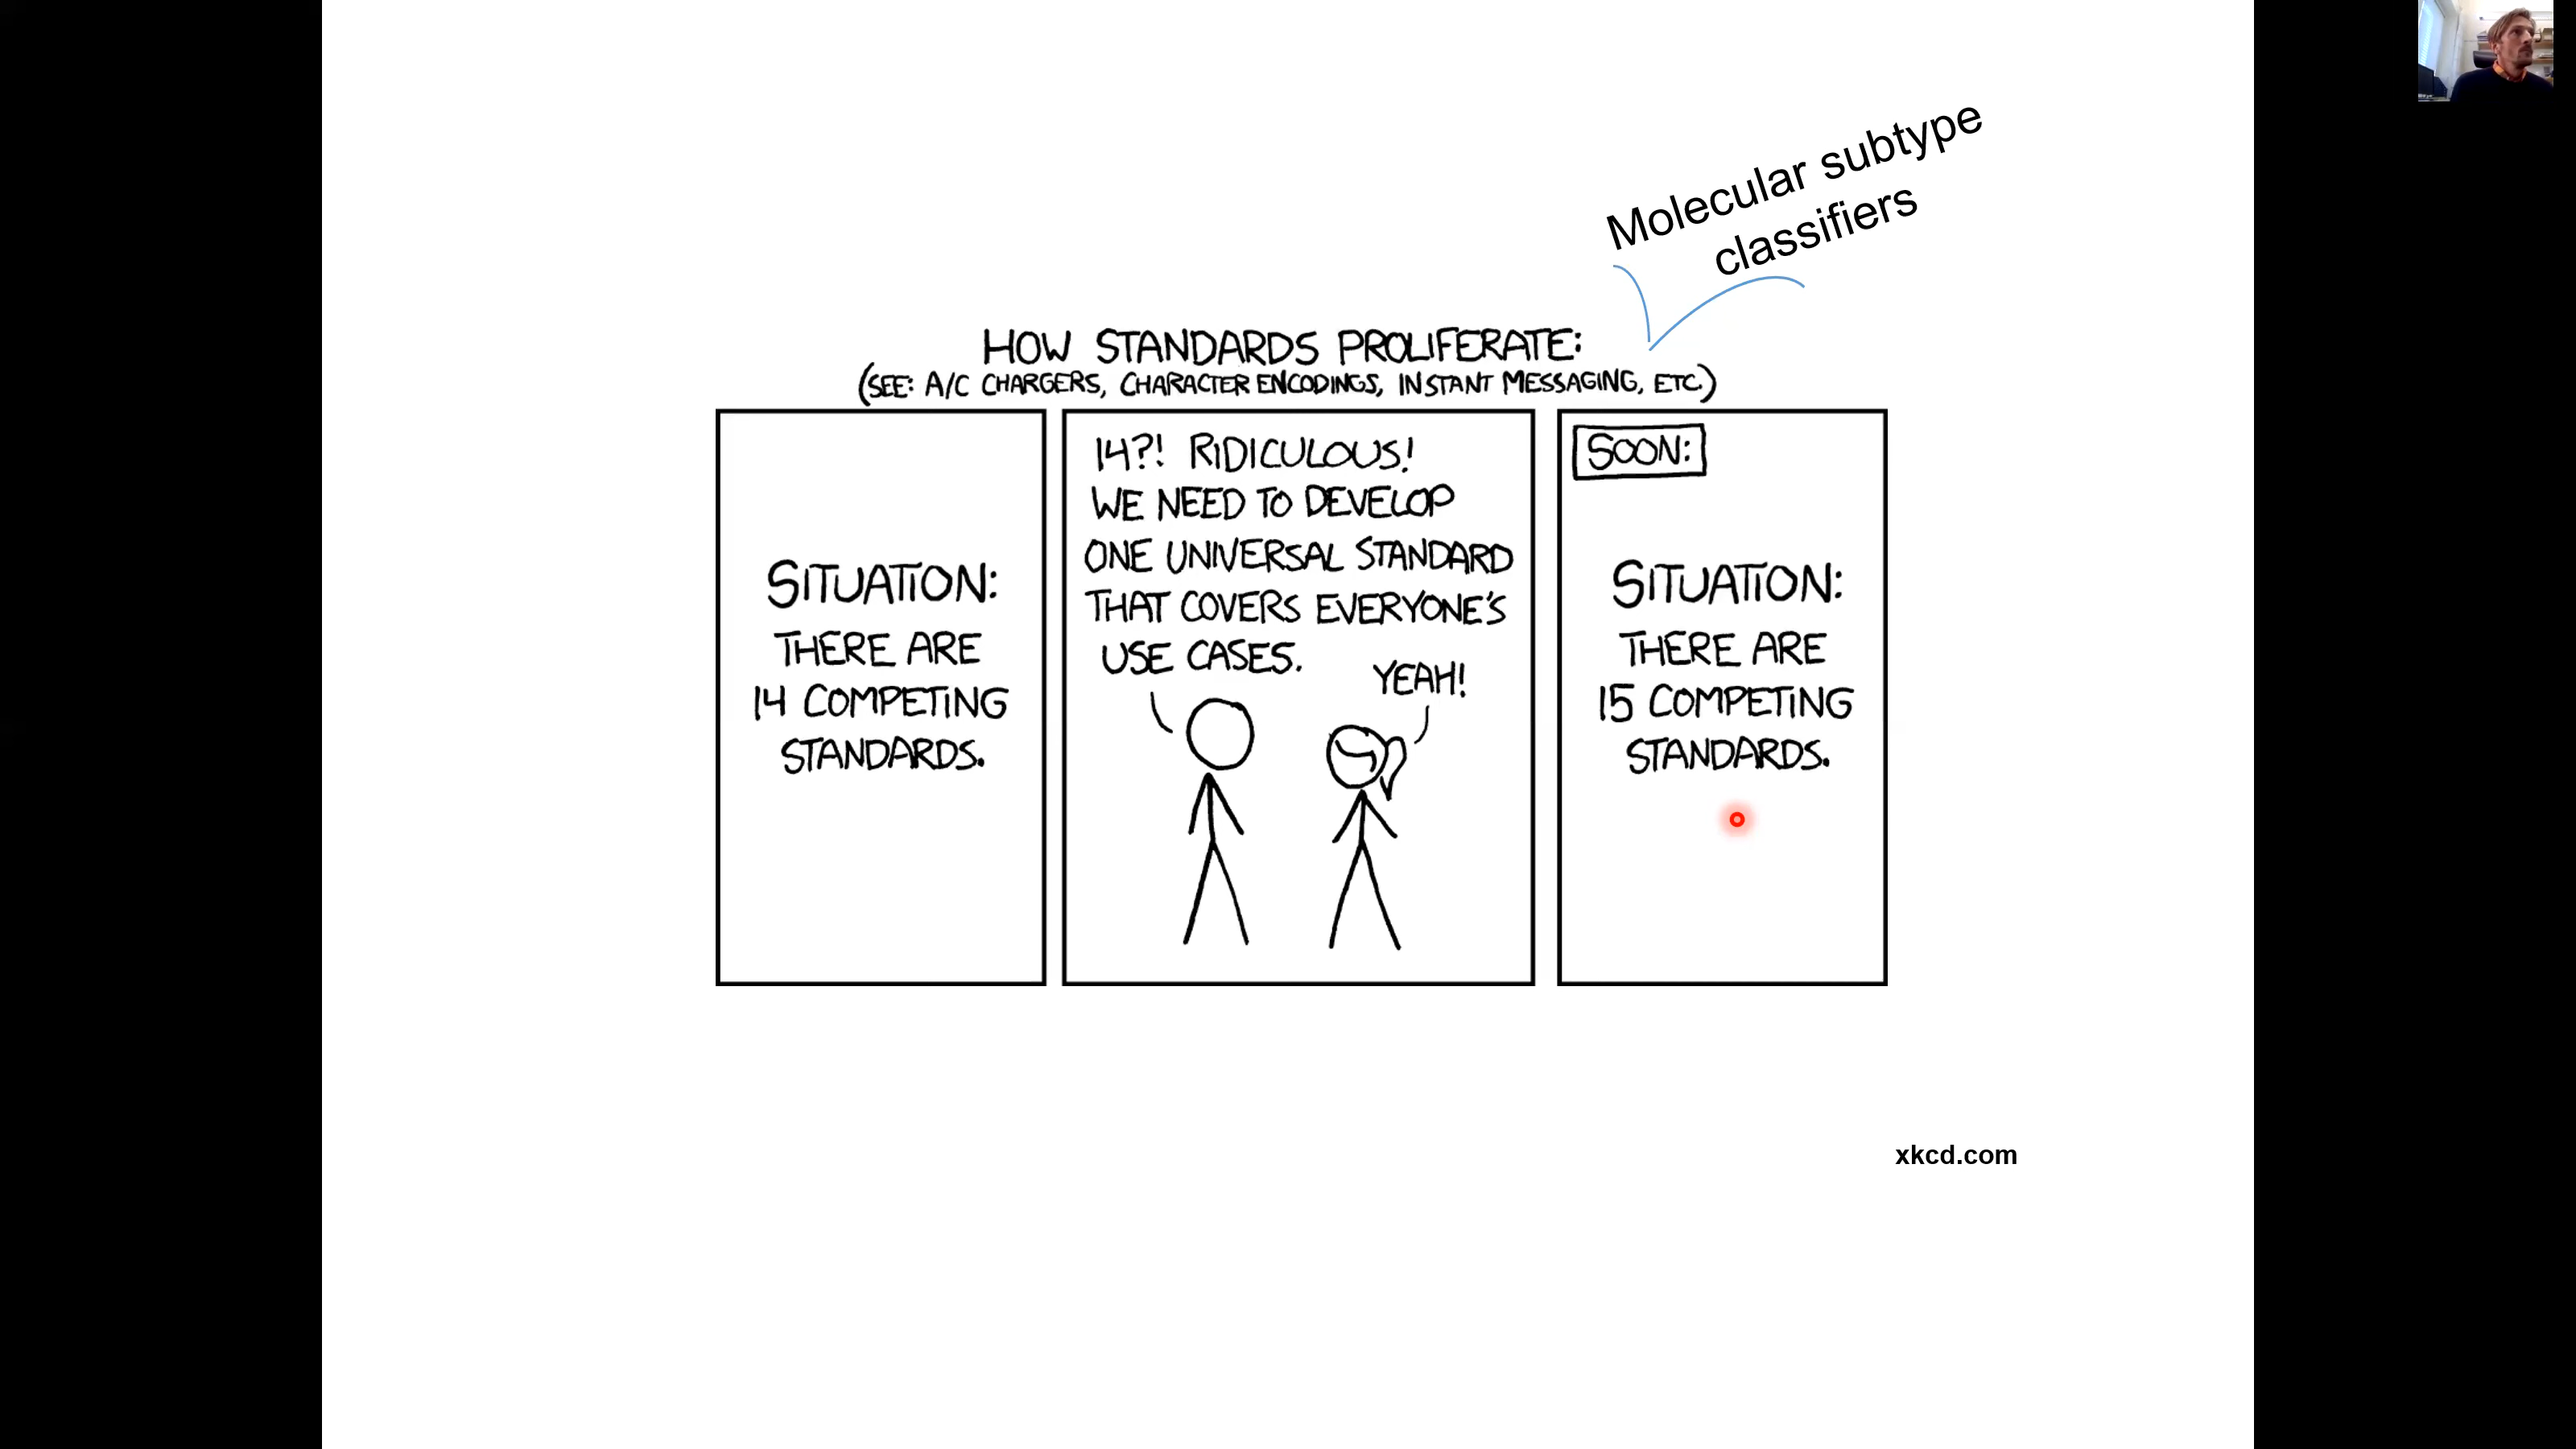 Molecular subtype
classifiers
HOW STANDARDS PROLIFERATE:
(SEE: A/C CHARGERS, CHARACTER ENCODINGS, INSTANT MESSAGING, ETC.)
SITUATION:
THERE ARE
14 COMPETING
STANDARDS.
14?! RIDICULOUS!
WE NEED TO DEVELOP
ONE UNIVERSAL STANDARD
THAT COVERS EVERYONE'S
USE CASES.
YEAH!
SOON:
SITUATION:
THERE ARE
15 COMPETING
STANDARDS.
xkcd.com